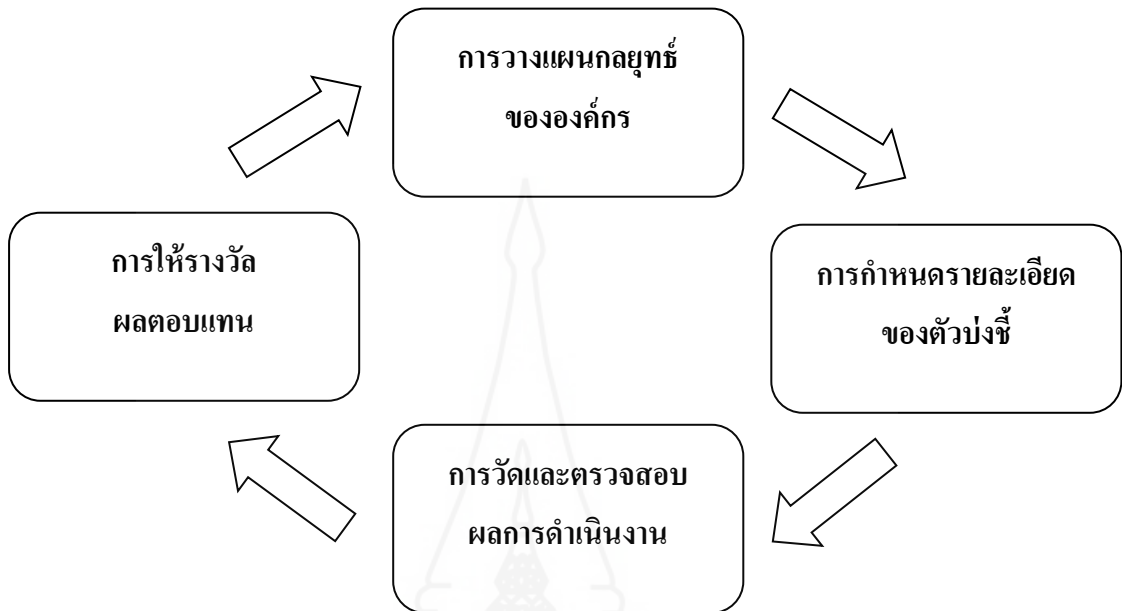 การวางแผนกลยุทธ์
ขององค์กร
การกำหนดรายละเอียด
ของตัวบ่งชี้
การวัดและตรวจสอบ
ผลการดำเนินงาน
การให้รางวัล
ผลตอบแทน